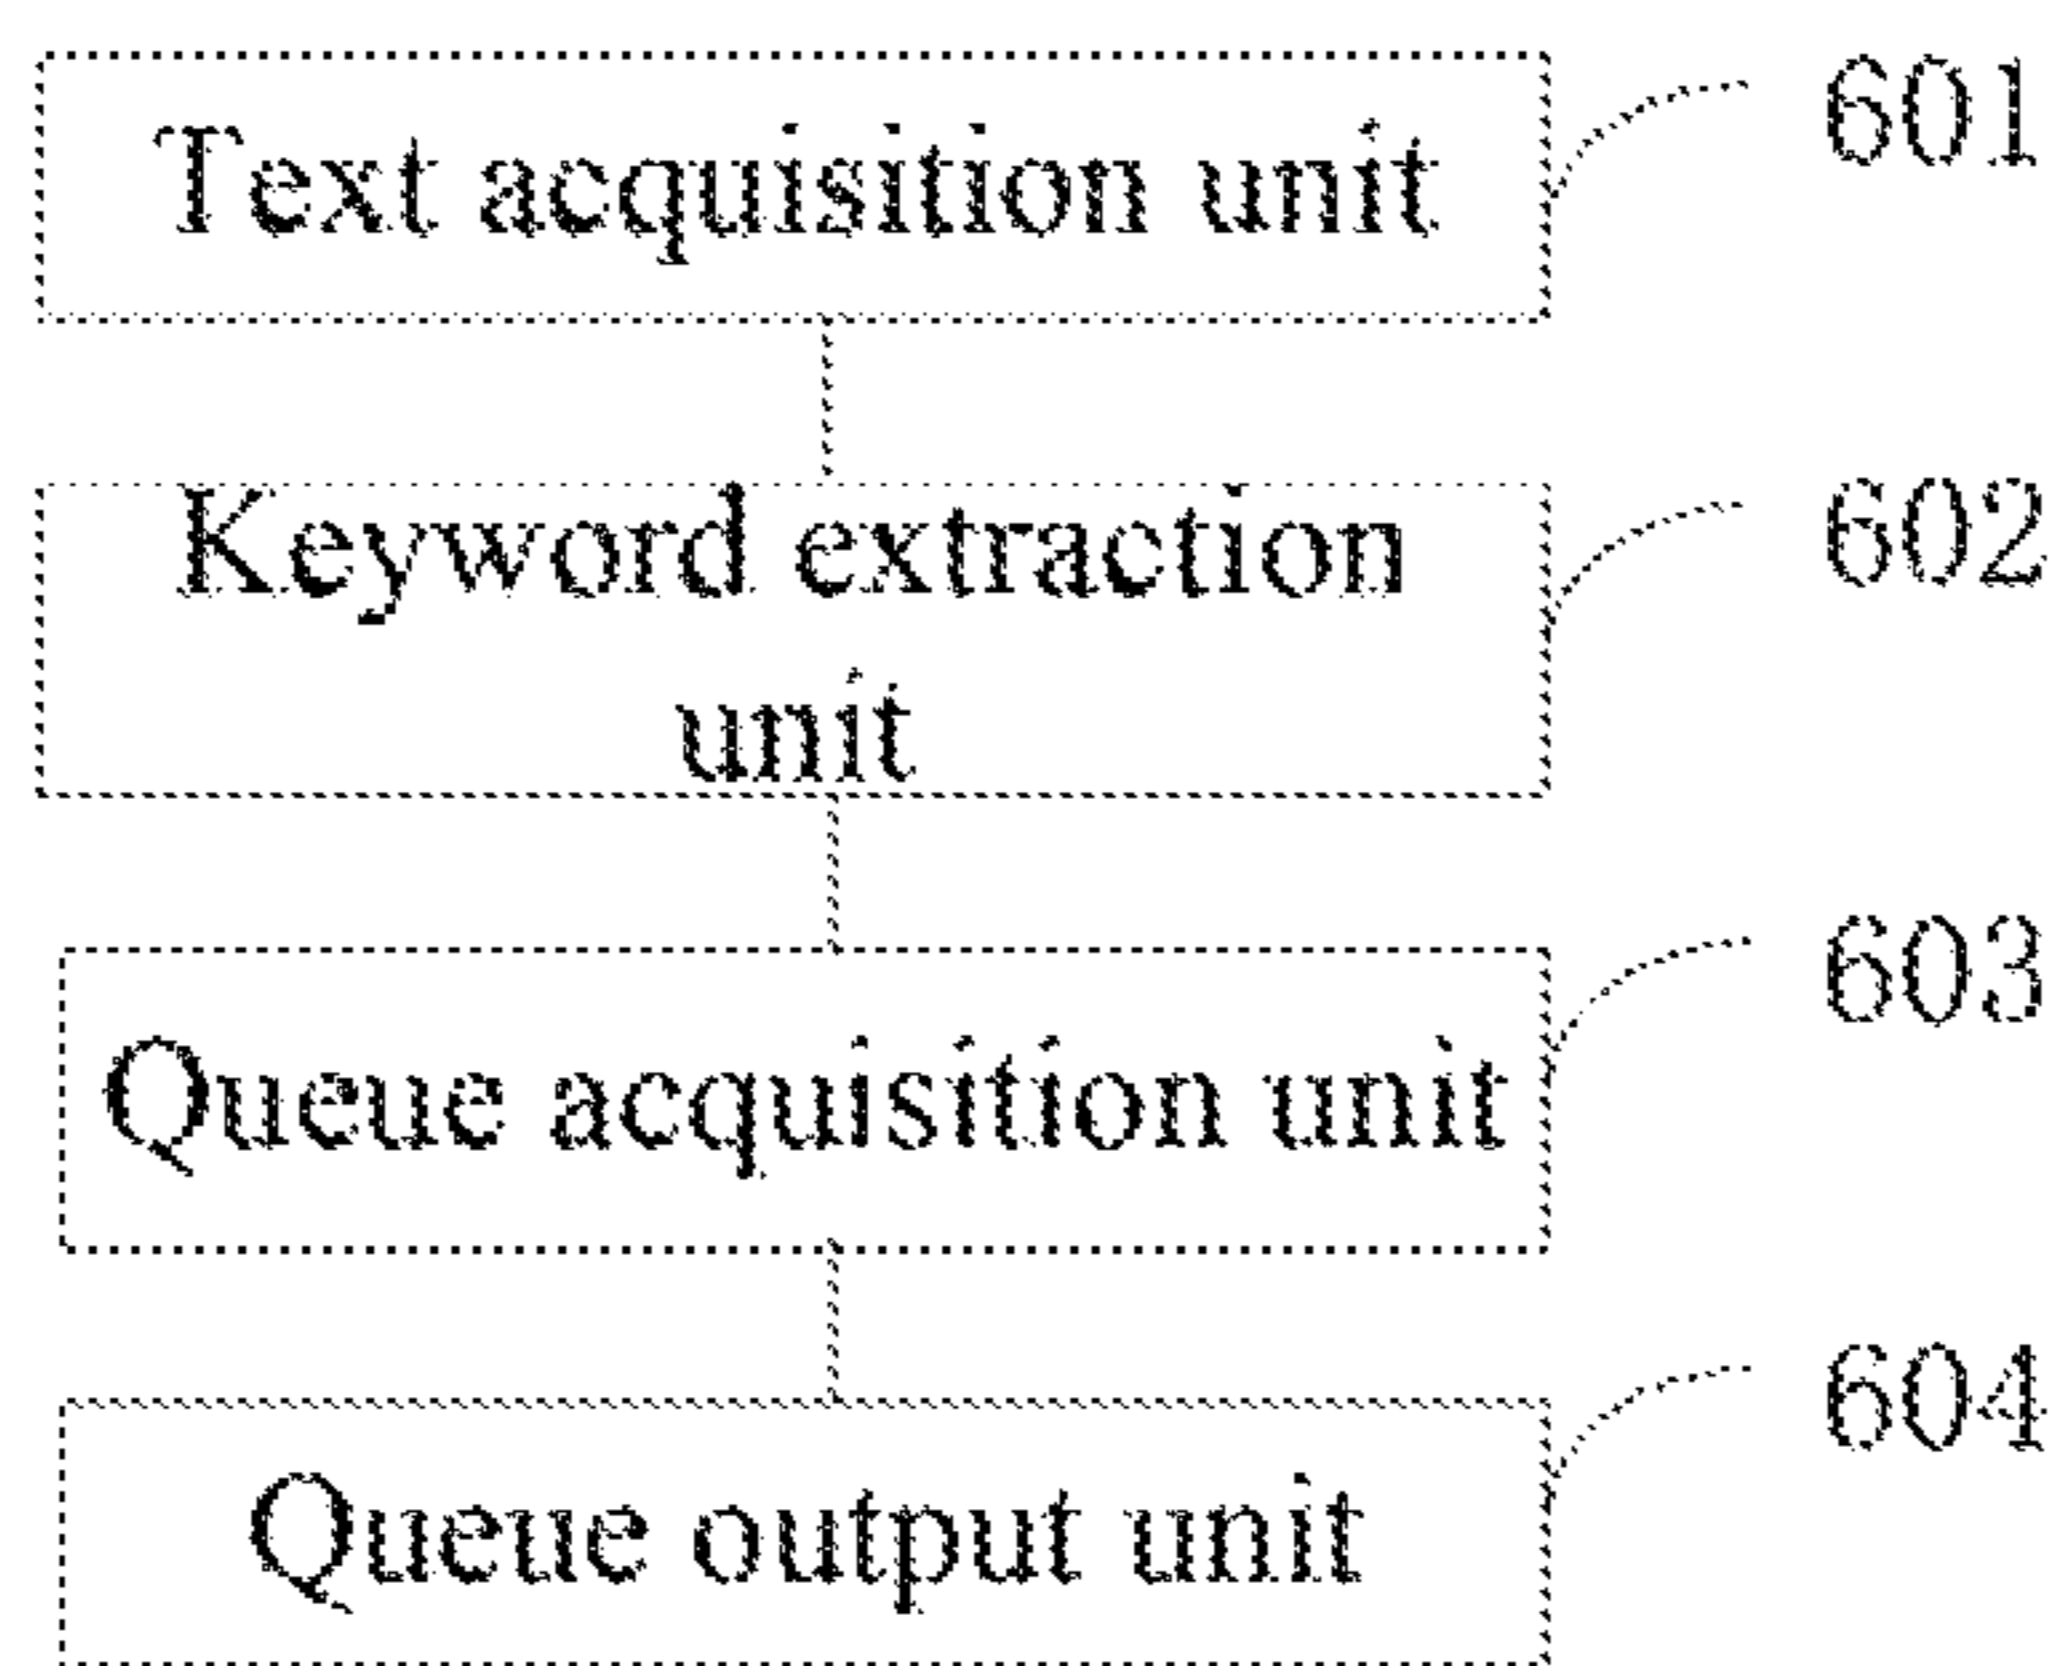 Text acquisition unit
601
Keyword extraction
unit
602
Queue acquisition unit
603
Queue output unit
604